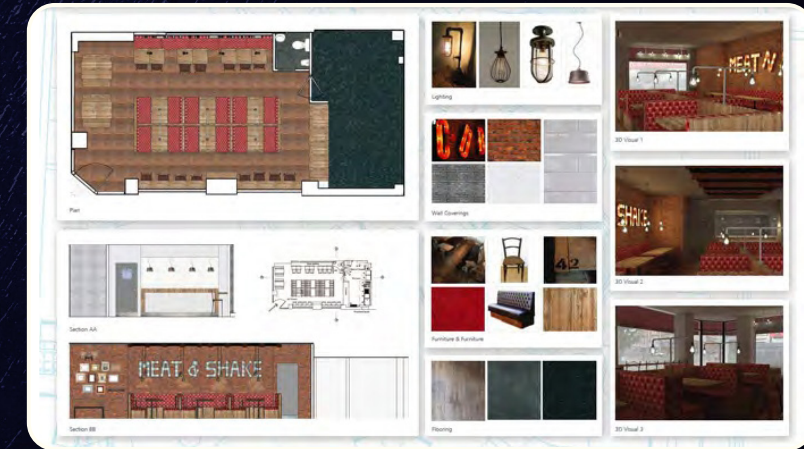 Plan
Section AA
MEAT & SHAKE
Section BB
Lighting
Wall Coverings
42
Furniture & Furniture
Flooring
MEAT N
3D Visual 1
SHAKE
3D Visual 2
3D Visual 3